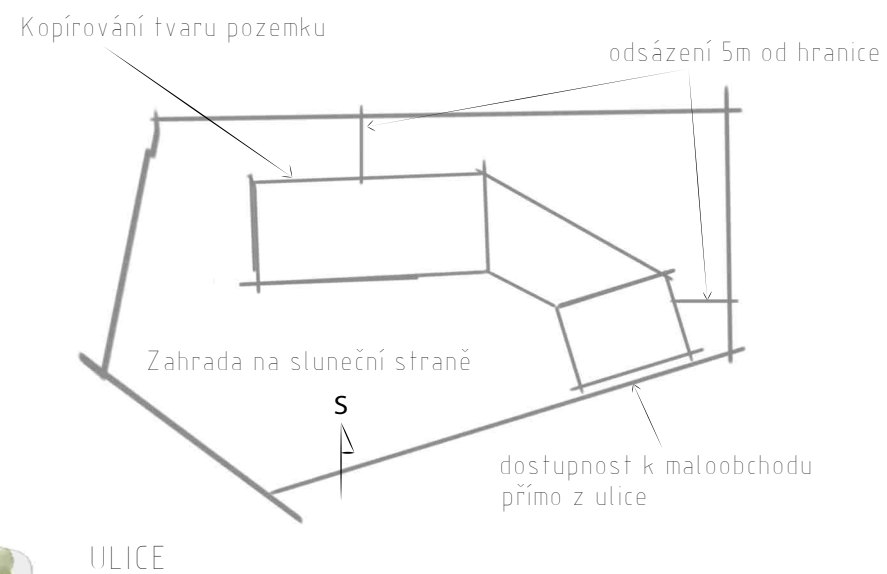 Kopírování tvaru pozemku
odsázení 5m od hranice
Zahrada na sluneční straně
S
dostupnost k maloobchodu
přímo z ulice
ULICE